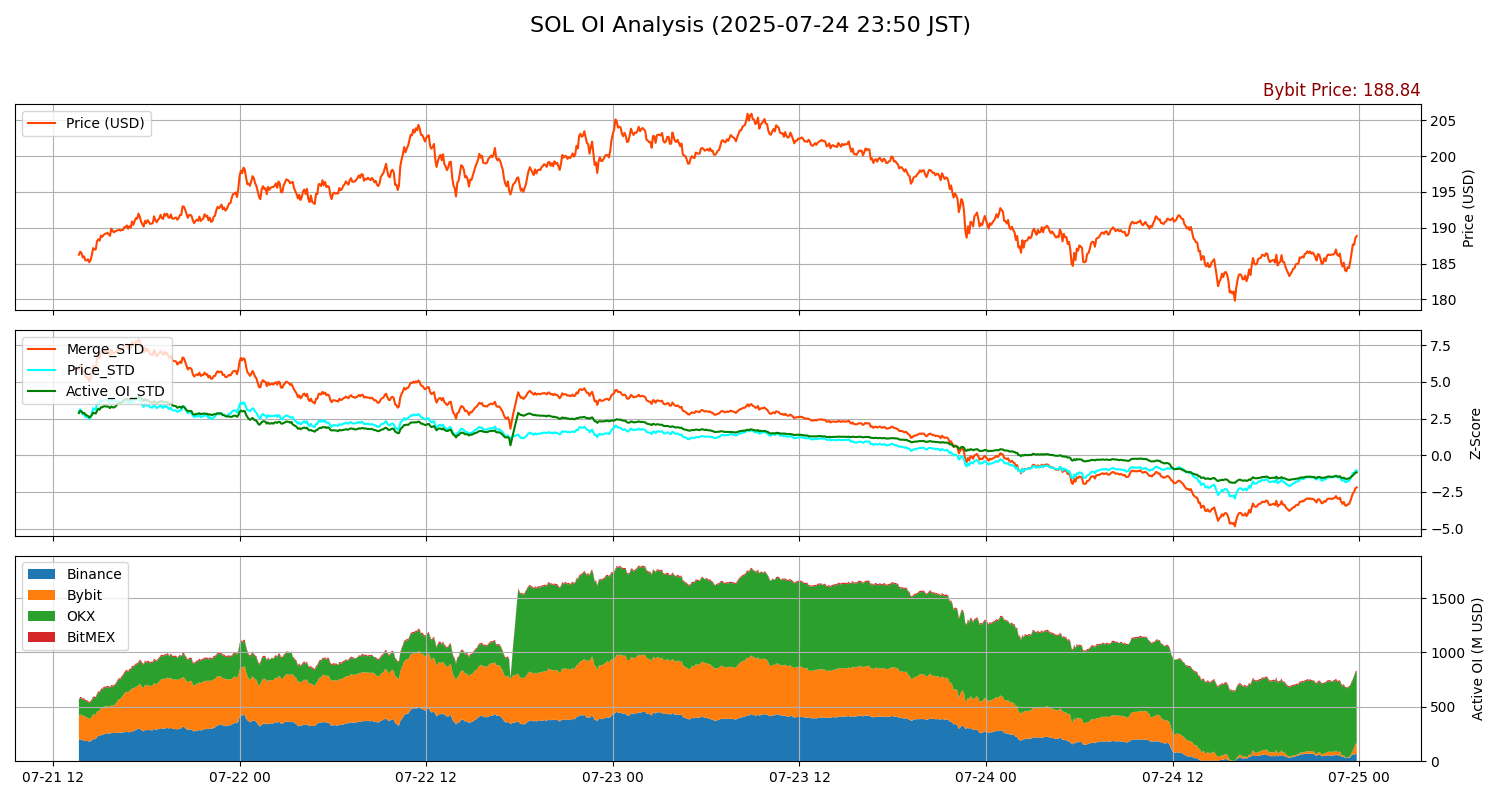 SOL OI Analysis (2025-07-24 23:50 JST)
Bybit Price: 188.84
Price (USD)
205
200
195
190
185
180
Price (USD)
Merge_STD
Price_STD
Active_OI_STD
7.5
5.0
2.5
0.0
−2.5
−5.0
Z-Score
Binance
Bybit
OKX
BitMEX
1500
1000
500
0
Active OI (M USD)
07-21 12
07-22 00
07-22 12
07-23 00
07-23 12
07-24 00
07-24 12
07-25 00